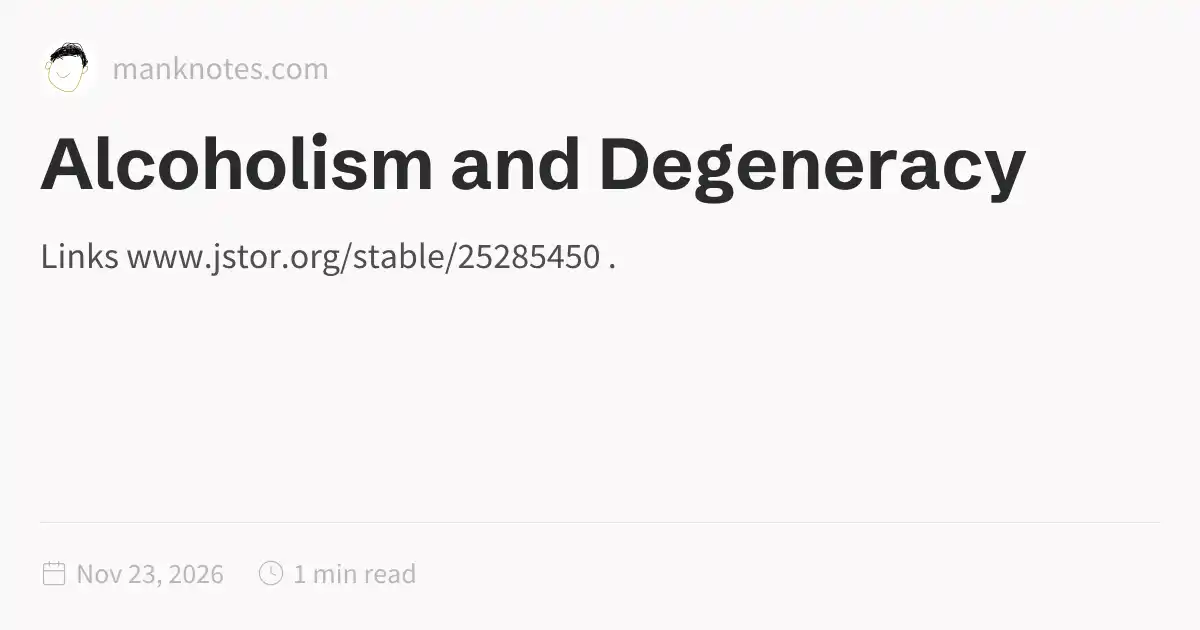 manknotes.com
Alcoholism and Degeneracy
Links www.jstor.org/stable/25285450 .
Nov 23, 2026 1 min read